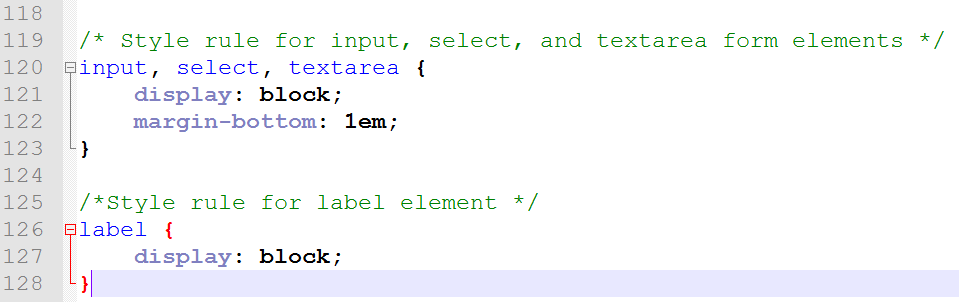 118
119 /* Style rule for input, select, and textarea form elements */
120 input, select, textarea {
121 display: block;
122 margin-bottom: 1em;
123 }
124
125 /*Style rule for label element */
126 label {
127 display: block;
128 }